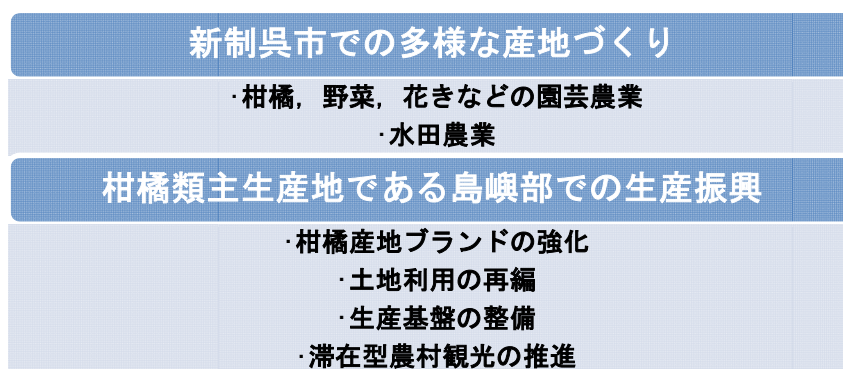 新制呉市での多様な産地づくり
･柑橘，野菜，花きなどの園芸農業
･水田農業
柑橘類主生産地である島嶼部での生産振興
･柑橘産地ブランドの強化
･土地利用の再編
･生産基盤の整備
･滞在型農村観光の推進